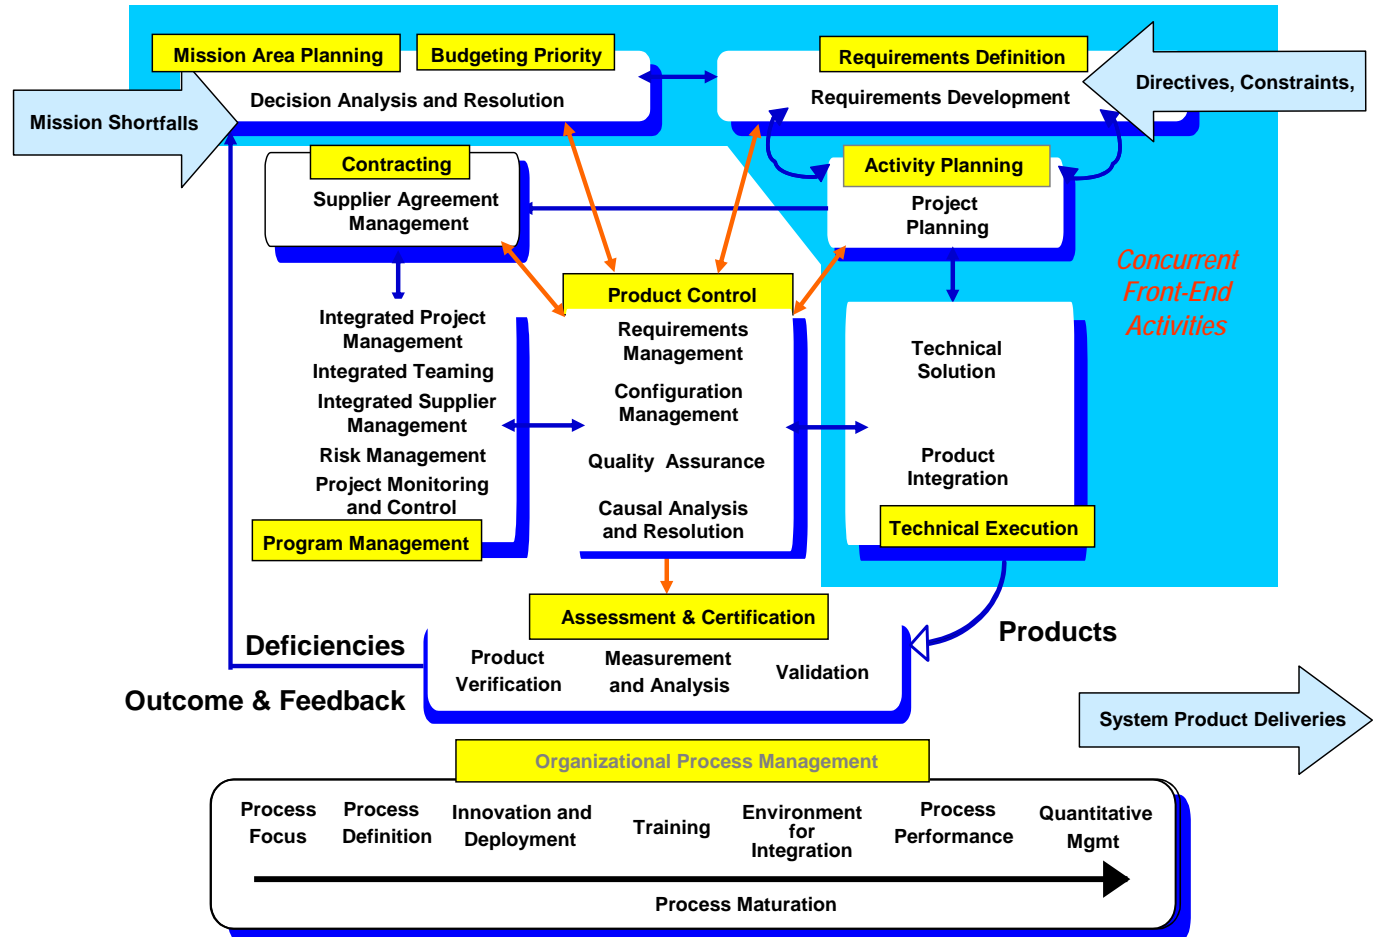 Mission Area Planning
Budgeting Priority
Requirements Definition
Decision Analysis and Resolution
Requirements Development
Directives, Constraints,
Mission Shortfalls
Contracting
Supplier Agreement
Management
Activity Planning
Project
Planning
Concurrent
Front-End
Activities
Product Control
Integrated Project
Management
Integrated Teaming
Integrated Supplier
Management
Risk Management
Project Monitoring
and Control
Program Management
Requirements
Management
Configuration
Management
Quality Assurance
Causal Analysis
and Resolution
Technical
Solution
Product
Integration
Technical Execution
Assessment & Certification
Product
Verification
Measurement
and Analysis
Validation
Deficiencies
Outcome & Feedback
Products
System Product Deliveries
Organizational Process Management
Process
Focus
Process
Definition
Innovation and
Deployment
Training
Environment
for
Integration
Process
Performance
Quantitative
Mgmt
Process Maturation